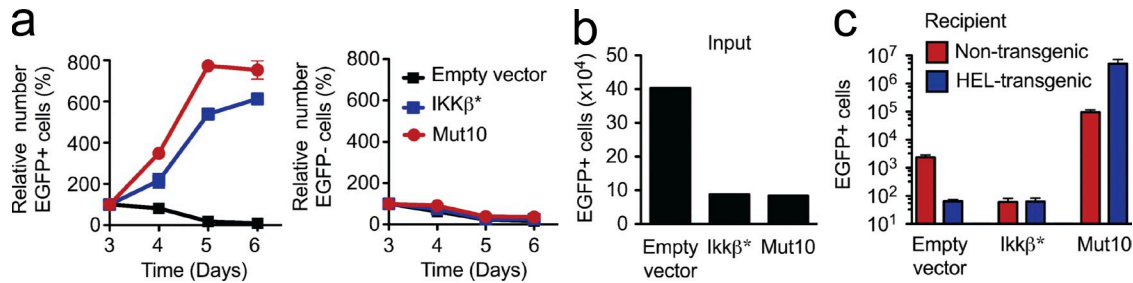 a
Relative number
EGFP+ cells (%)
800
600
400
200
0
3 4 5 6
Time (Days)
Relative number
EGFP- cells (%)
800
600
400
200
0
3 4 5 6
Time (Days)
Empty vector
IKKβ*
Mut10
b
Input
EGFP+ cells (x10⁴)
50
40
30
20
10
0
Empty
vector
Ikkβ*
Mut10
c
Recipient
Non-transgenic
HEL-transgenic
EGFP+ cells
10⁷
10⁶
10⁵
10⁴
10³
10²
10¹
Empty
vector
Ikkβ*
Mut10